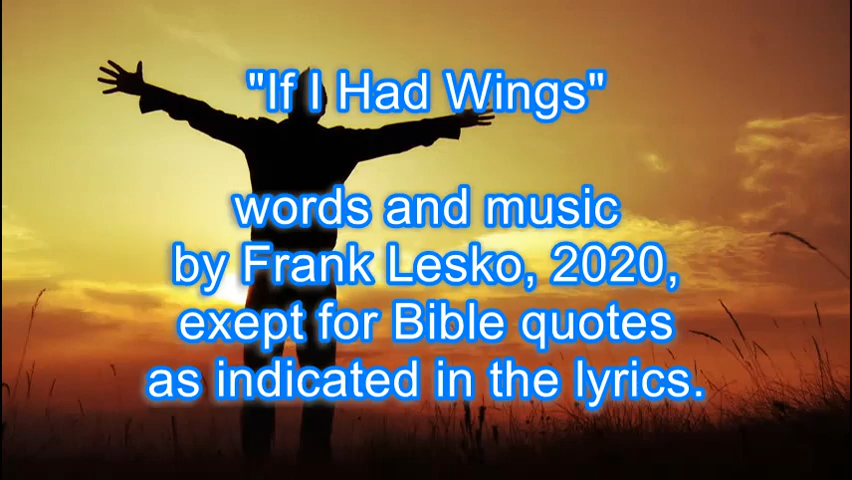 "If I Had Wings"
words and music
by Frank Lesko, 2020,
exept for Bible quotes
as indicated in the lyrics.